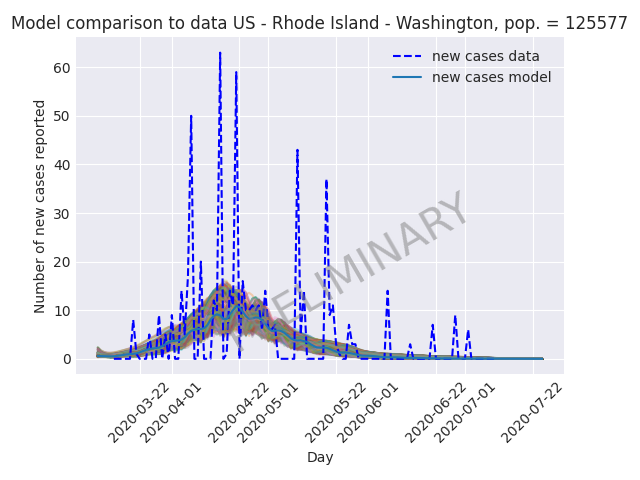 Model comparison to data US - Rhode Island - Washington, pop. = 125577
new cases data
new cases model
PRELIMINARY
Number of new cases reported
60
50
40
30
20
10
0
2020-03-22
2020-04-01
2020-04-22
2020-05-01
2020-05-22
2020-06-01
2020-06-22
2020-07-01
2020-07-22
Day